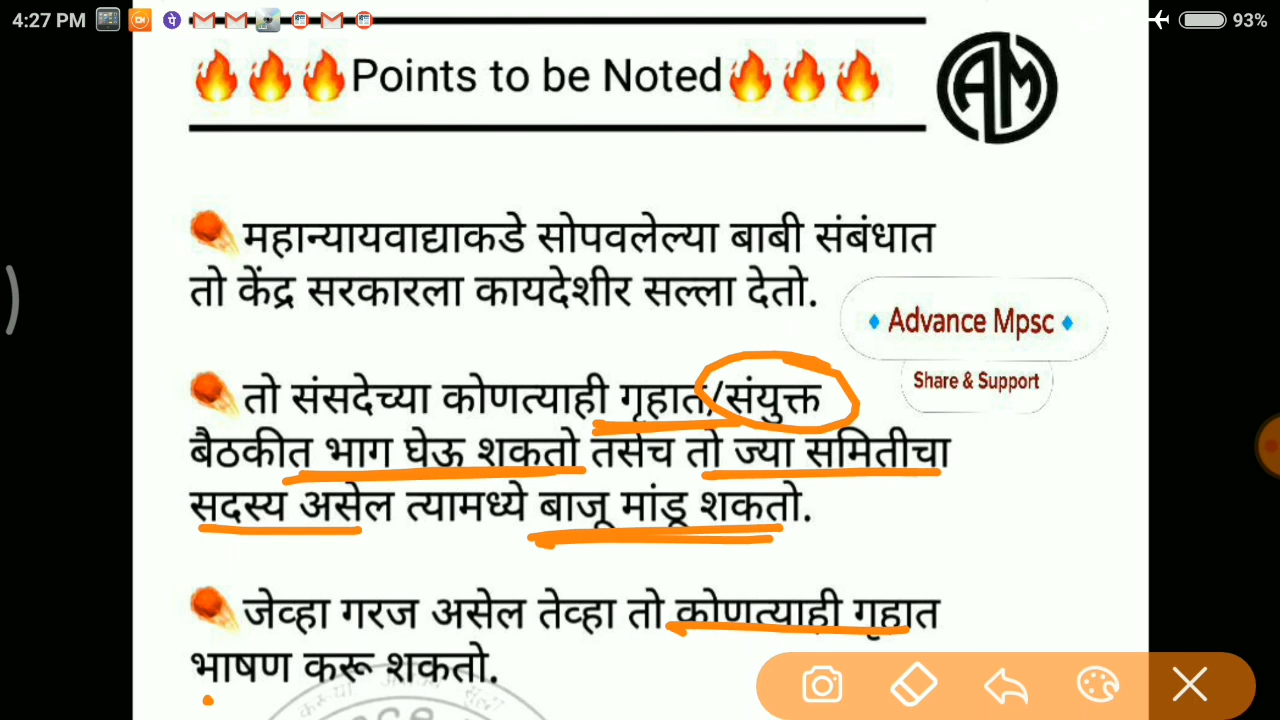 4:27 PM
93%
Points to be Noted
AM
महान्यायवाद्याकडे सोपवलेल्या बाबी संबंधात
तो केंद्र सरकारला कायदेशीर सल्ला देतो.
Advance Mpsc
Share & Support
तो संसदेच्या कोणत्याही गृहात/संयुक्त
बैठकीत भाग घेऊ शकतो तसेच तो ज्या समितीचा
सदस्य असेल त्यामध्ये बाजू मांडू शकतो.
जेव्हा गरज असेल तेव्हा तो कोणत्याही गृहात
भाषण करू शकतो.